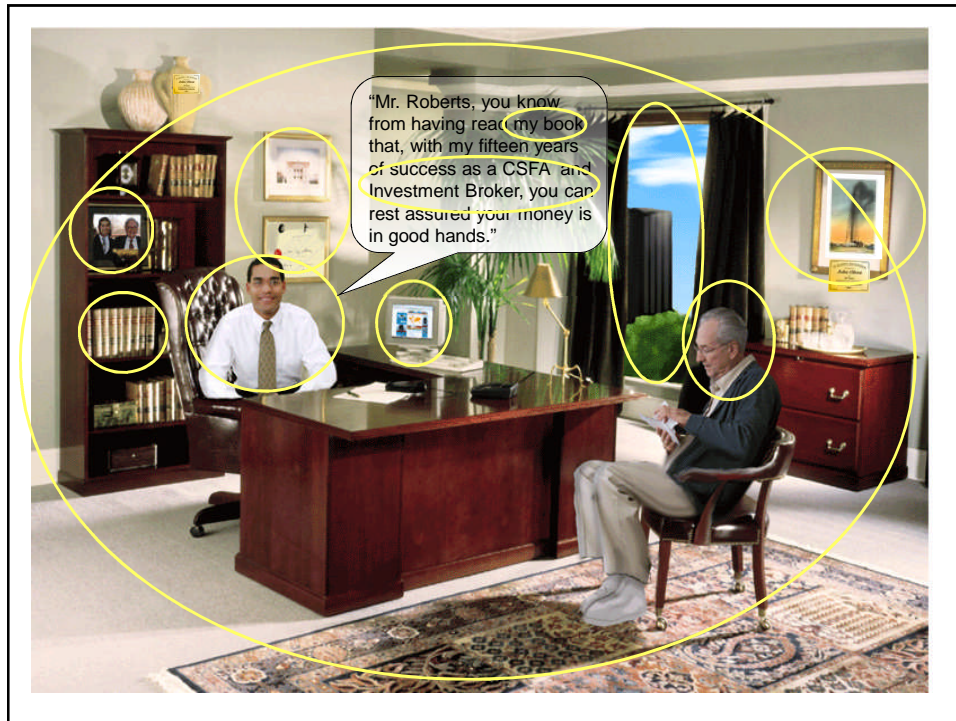 “Mr. Roberts, you know
from having read my book
that, with my fifteen years
of success as a CSFA and
Investment Broker, you can
rest assured your money is
in good hands.”